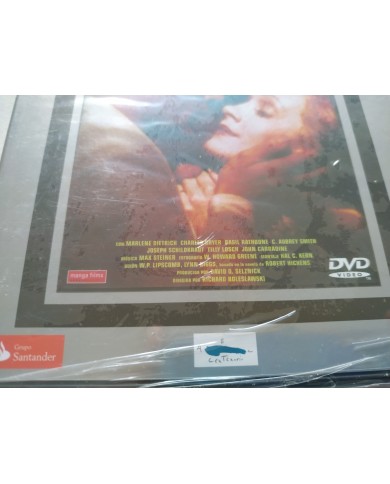 con MARLENE DIETRICH CHARLES BOYER BASIL RATHBONE C. AUBREY SMITH
JOSEPH SCHILDKRAUT TILLY LOSCH JOHN CARRADINE
MÚSICA MAX STEINER FOTOGRAFÍA W. HOWARD GREENE MONTAJE HAL C. KERN
GUIÓN W.P. LIPSCOMB, LYNN RIGGS, basado en la novela de ROBERT HICHENS
PRODUCIDA POR DAVID O. SELZNICK
DIRIGIDA POR RICHARD BOLESLAWSKI
manga films
DVD
VIDEO
Grupo
Santander